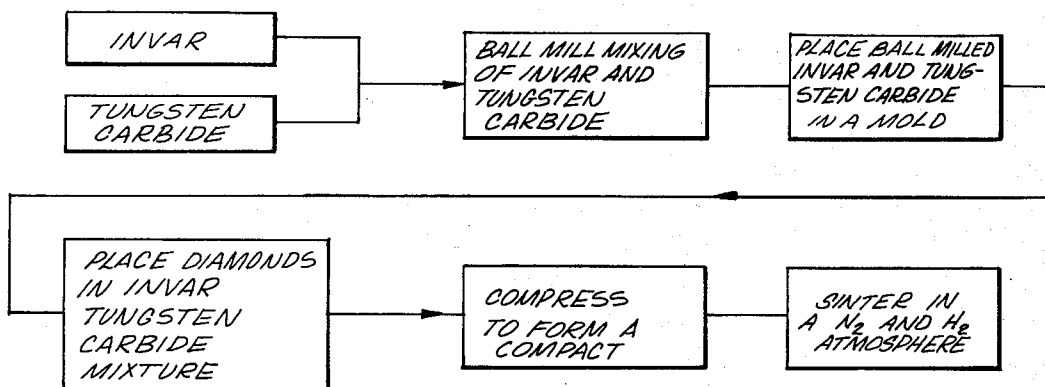 INVAR
TUNGSTEN
CARBIDE
BALL MILL MIXING
OF INVAR AND
TUNGSTEN
CARBIDE
PLACE BALL MILLED
INVAR AND TUNG-
STEN CARBIDE
IN A MOLD
PLACE DIAMONDS
IN INVAR
TUNGSTEN
CARBIDE
MIXTURE
COMPRESS
TO FORM A
COMPACT
SINTER IN
A N₂ AND H₂
ATMOSPHERE